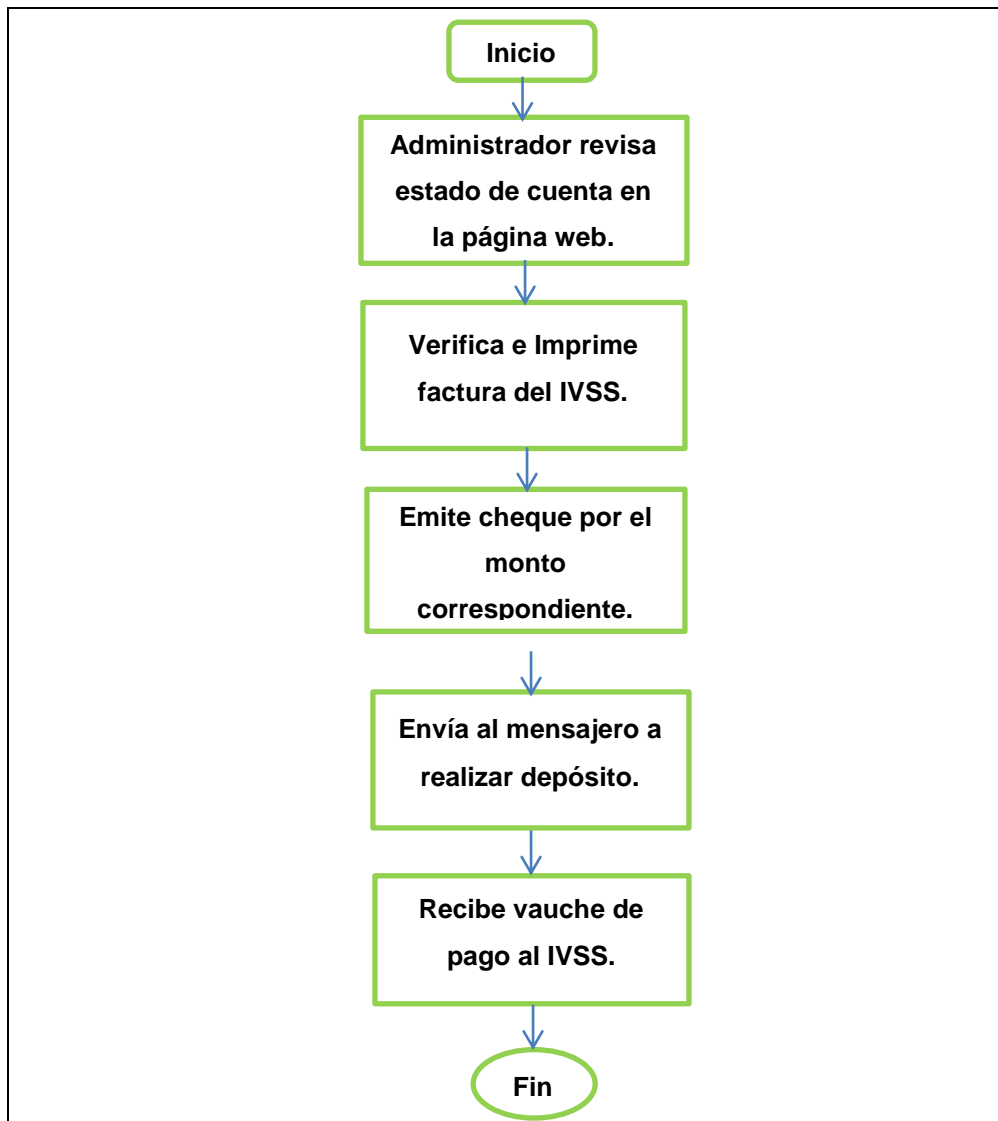 Inicio
Administrador revisa
estado de cuenta en
la página web.
Verifica e Imprime
factura del IVSS.
Emite cheque por el
monto
correspondiente.
Envía al mensajero a
realizar depósito.
Recibe vauche de
pago al IVSS.
Fin